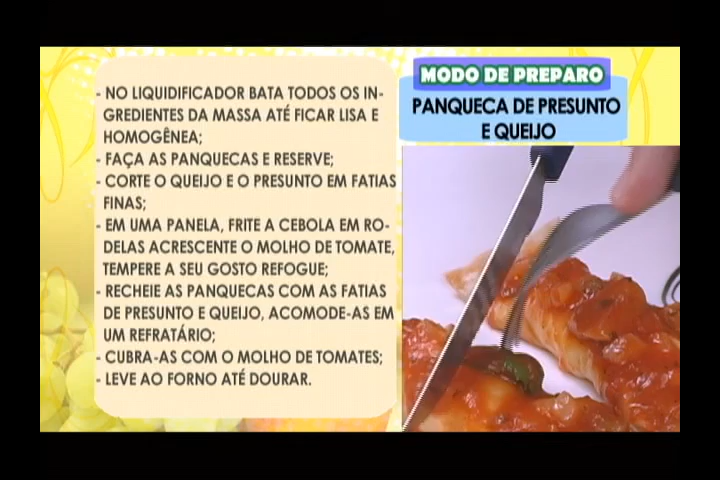 MODO DE PREPARO
PANQUECA DE PRESUNTO
E QUEIJO
- NO LIQUIDIFICADOR BATA TODOS OS IN-
GREDIENTES DA MASSA ATÉ FICAR LISA E
HOMOGÊNEA;
- FAÇA AS PANQUECAS E RESERVE;
- CORTE O QUEIJO E O PRESUNTO EM FATIAS
FINAS;
- EM UMA PANELA, FRITE A CEBOLA EM RO-
DELAS ACRESCENTE O MOLHO DE TOMATE,
TEMPERE A SEU GOSTO REFOGUE;
- RECHEIE AS PANQUECAS COM AS FATIAS
DE PRESUNTO E QUEIJO, ACOMODE-AS EM
UM REFRATÁRIO;
- CUBRA-AS COM O MOLHO DE TOMATES;
- LEVE AO FORNO ATÉ DOURAR.